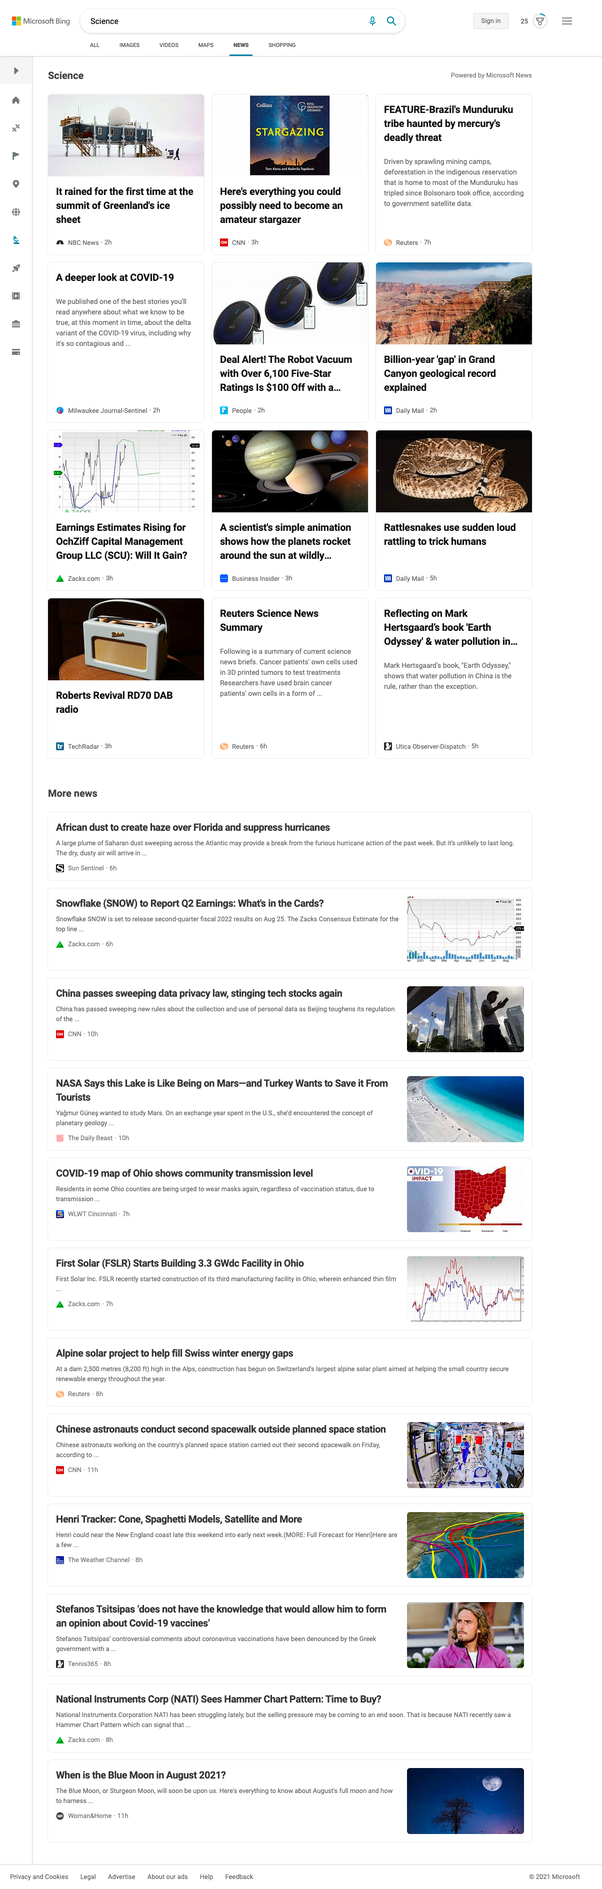 Microsoft Bing
Science
Sign in
25
ALL IMAGES VIDEOS MAPS NEWS SHOPPING
Science
Powered by Microsoft News
It rained for the first time at the
summit of Greenland's ice
sheet
NBC News · 2h
Collins
STARGAZING
Here's everything you could
possibly need to become an
amateur stargazer
CNN · 3h
FEATURE-Brazil's Munduruku
tribe haunted by mercury's
deadly threat
Driven by sprawling mining camps,
deforestation in the indigenous reservation
that is home to most of the Munduruku has
tripled since Bolsonaro took office, according
to government satellite data.
Reuters · 7h
A deeper look at COVID-19
We published one of the best stories you'll
read anywhere about what we know to be
true, at this moment in time, about the delta
variant of the COVID-19 virus, including why
it's so contagious and ...
Milwaukee Journal-Sentinel · 2h
Deal Alert! The Robot Vacuum
with Over 6,100 Five-Star
Ratings Is $100 Off with a...
People · 2h
Billion-year 'gap' in Grand
Canyon geological record
explained
Daily Mail · 2h
Earnings Estimates Rising for
OchZiff Capital Management
Group LLC (SCU): Will It Gain?
Zacks.com · 3h
A scientist's simple animation
shows how the planets rocket
around the sun at wildly...
Business Insider · 3h
Rattlesnakes use sudden loud
rattling to trick humans
Daily Mail · 5h
Roberts
Roberts Revival RD70 DAB
radio
TechRadar · 3h
Reuters Science News
Summary
Following is a summary of current science
news briefs. Cancer patients' own cells used
in 3D printed tumors to test treatments
Researchers have used brain cancer
patients' own cells in a form of ...
Reuters · 6h
Reflecting on Mark
Hertsgaard's book 'Earth
Odyssey' & water pollution in...
Mark Hertsgaard's book, "Earth Odyssey,"
shows that water pollution in China is the
rule, rather than the exception.
Utica Observer-Dispatch · 5h
More news
African dust to create haze over Florida and suppress hurricanes
A large plume of Saharan dust sweeping across the Atlantic may provide a break from the furious hurricane action of the past week. But it's unlikely to last long.
The dry, dusty air will arrive in ...
Sun Sentinel · 6h
Snowflake (SNOW) to Report Q2 Earnings: What's in the Cards?
Snowflake SNOW is set to release second-quarter fiscal 2022 results on Aug 25. The Zacks Consensus Estimate for the
top line ...
Zacks.com · 6h
China passes sweeping data privacy law, stinging tech stocks again
China has passed sweeping new rules about the collection and use of personal data as Beijing toughens its regulation
of the ...
CNN · 10h
NASA Says this Lake is Like Being on Mars—and Turkey Wants to Save it From
Tourists
Yağmur Güneş wanted to study Mars. On an exchange year spent in the U.S., she'd encountered the concept of
planetary geology ...
The Daily Beast · 10h
COVID-19 map of Ohio shows community transmission level
Residents in some Ohio counties are being urged to wear masks again, regardless of vaccination status, due to
transmission ...
WLWT Cincinnati · 7h
OVID-19
IMPACT
First Solar (FSLR) Starts Building 3.3 GWdc Facility in Ohio
First Solar Inc. FSLR recently started construction of its third manufacturing facility in Ohio, wherein enhanced thin film
...
Zacks.com · 7h
Alpine solar project to help fill Swiss winter energy gaps
At a dam 2,500 metres (8,200 ft) high in the Alps, construction has begun on Switzerland's largest alpine solar plant aimed at helping the small country secure
renewable energy throughout the year.
Reuters · 8h
Chinese astronauts conduct second spacewalk outside planned space station
Chinese astronauts working on the country's planned space station carried out their second spacewalk on Friday,
according to ...
CNN · 11h
Henri Tracker: Cone, Spaghetti Models, Satellite and More
Henri could near the New England coast late this weekend into early next week.(MORE: Full Forecast for Henri)Here are
a few ...
The Weather Channel · 8h
Stefanos Tsitsipas 'does not have the knowledge that would allow him to form
an opinion about Covid-19 vaccines'
Stefanos Tsitsipas' controversial comments about coronavirus vaccinations have been denounced by the Greek
government with a ...
Tennis365 · 8h
National Instruments Corp (NATI) Sees Hammer Chart Pattern: Time to Buy?
National Instruments Corporation NATI has been struggling lately, but the selling pressure may be coming to an end soon. That is because NATI recently saw a
Hammer Chart Pattern which can signal that ...
Zacks.com · 8h
When is the Blue Moon in August 2021?
The Blue Moon, or Sturgeon Moon, will soon be upon us. Here's everything to know about August's full moon and how
to harness ...
Woman&Home · 11h
Privacy and Cookies Legal Advertise About our ads Help Feedback
© 2021 Microsoft